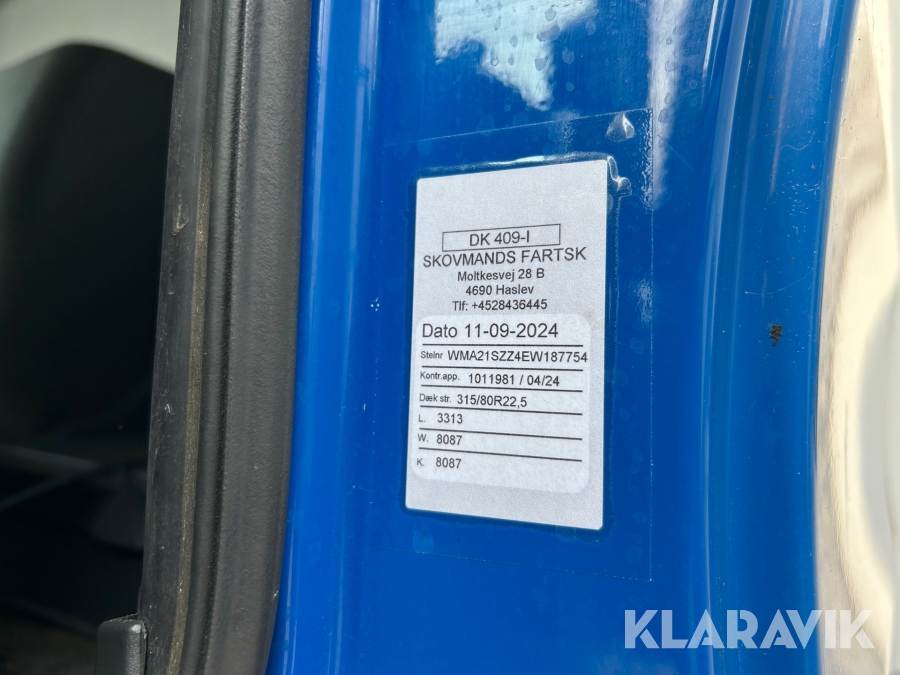 DK 409-I
SKOVMANDS FARTSK
Moltkesvej 28 B
4690 Haslev
Tlf: +4528436445
Dato 11-09-2024
Stelnr WMA21SZZ4EW187754
Kontr.app. 1011981 / 04/24
Dæk str. 315/80R22,5
L. 3313
W. 8087
K. 8087
KLARAVIK